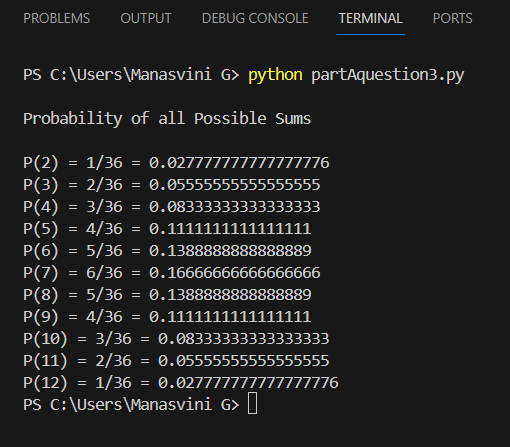 PROBLEMS OUTPUT DEBUG CONSOLE TERMINAL PORTS
PS C:\Users\Manasvini G> python partAquestion3.py
Probability of all Possible Sums
P(2) = 1/36 = 0.027777777777777776
P(3) = 2/36 = 0.05555555555555555
P(4) = 3/36 = 0.08333333333333333
P(5) = 4/36 = 0.1111111111111111
P(6) = 5/36 = 0.1388888888888889
P(7) = 6/36 = 0.16666666666666666
P(8) = 5/36 = 0.1388888888888889
P(9) = 4/36 = 0.1111111111111111
P(10) = 3/36 = 0.08333333333333333
P(11) = 2/36 = 0.05555555555555555
P(12) = 1/36 = 0.027777777777777776
PS C:\Users\Manasvini G>